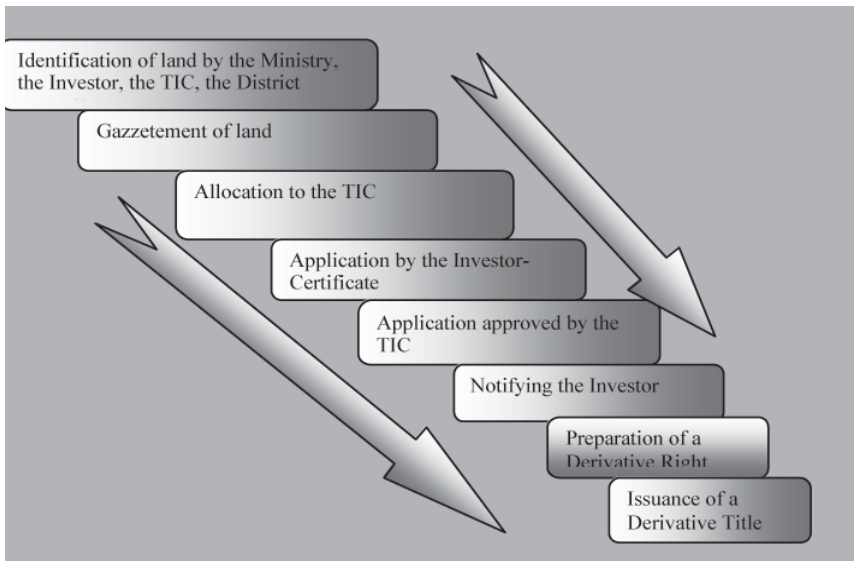 Identification of land by the Ministry,
the Investor, the TIC, the District
Gazzetement of land
Allocation to the TIC
Application by the Investor-
Certificate
Application approved by the
TIC
Notifying the Investor
Preparation of a
Derivative Right
Issuance of a
Derivative Title